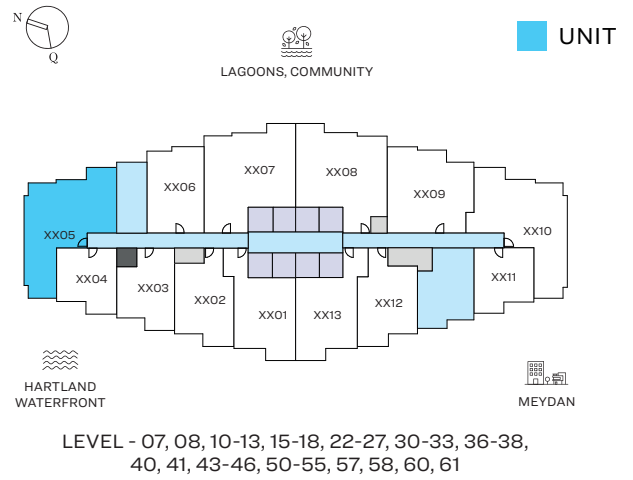 N
Q
UNIT
LAGOONS, COMMUNITY
XX07
XX08
XX06
XX09
XX05
XX10
XX04
XX03
XX02
XX01
XX13
XX12
XX11
HARTLAND
WATERFRONT
MEYDAN
LEVEL - 07, 08, 10-13, 15-18, 22-27, 30-33, 36-38,
40, 41, 43-46, 50-55, 57, 58, 60, 61